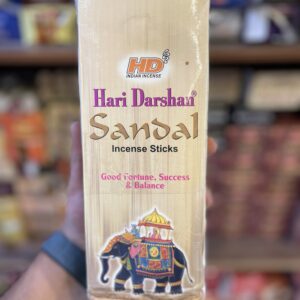 HD
INDIAN INCENSE
Hari Darshan®
Sandal
Incense Sticks
Good Fortune, Success
& Balance